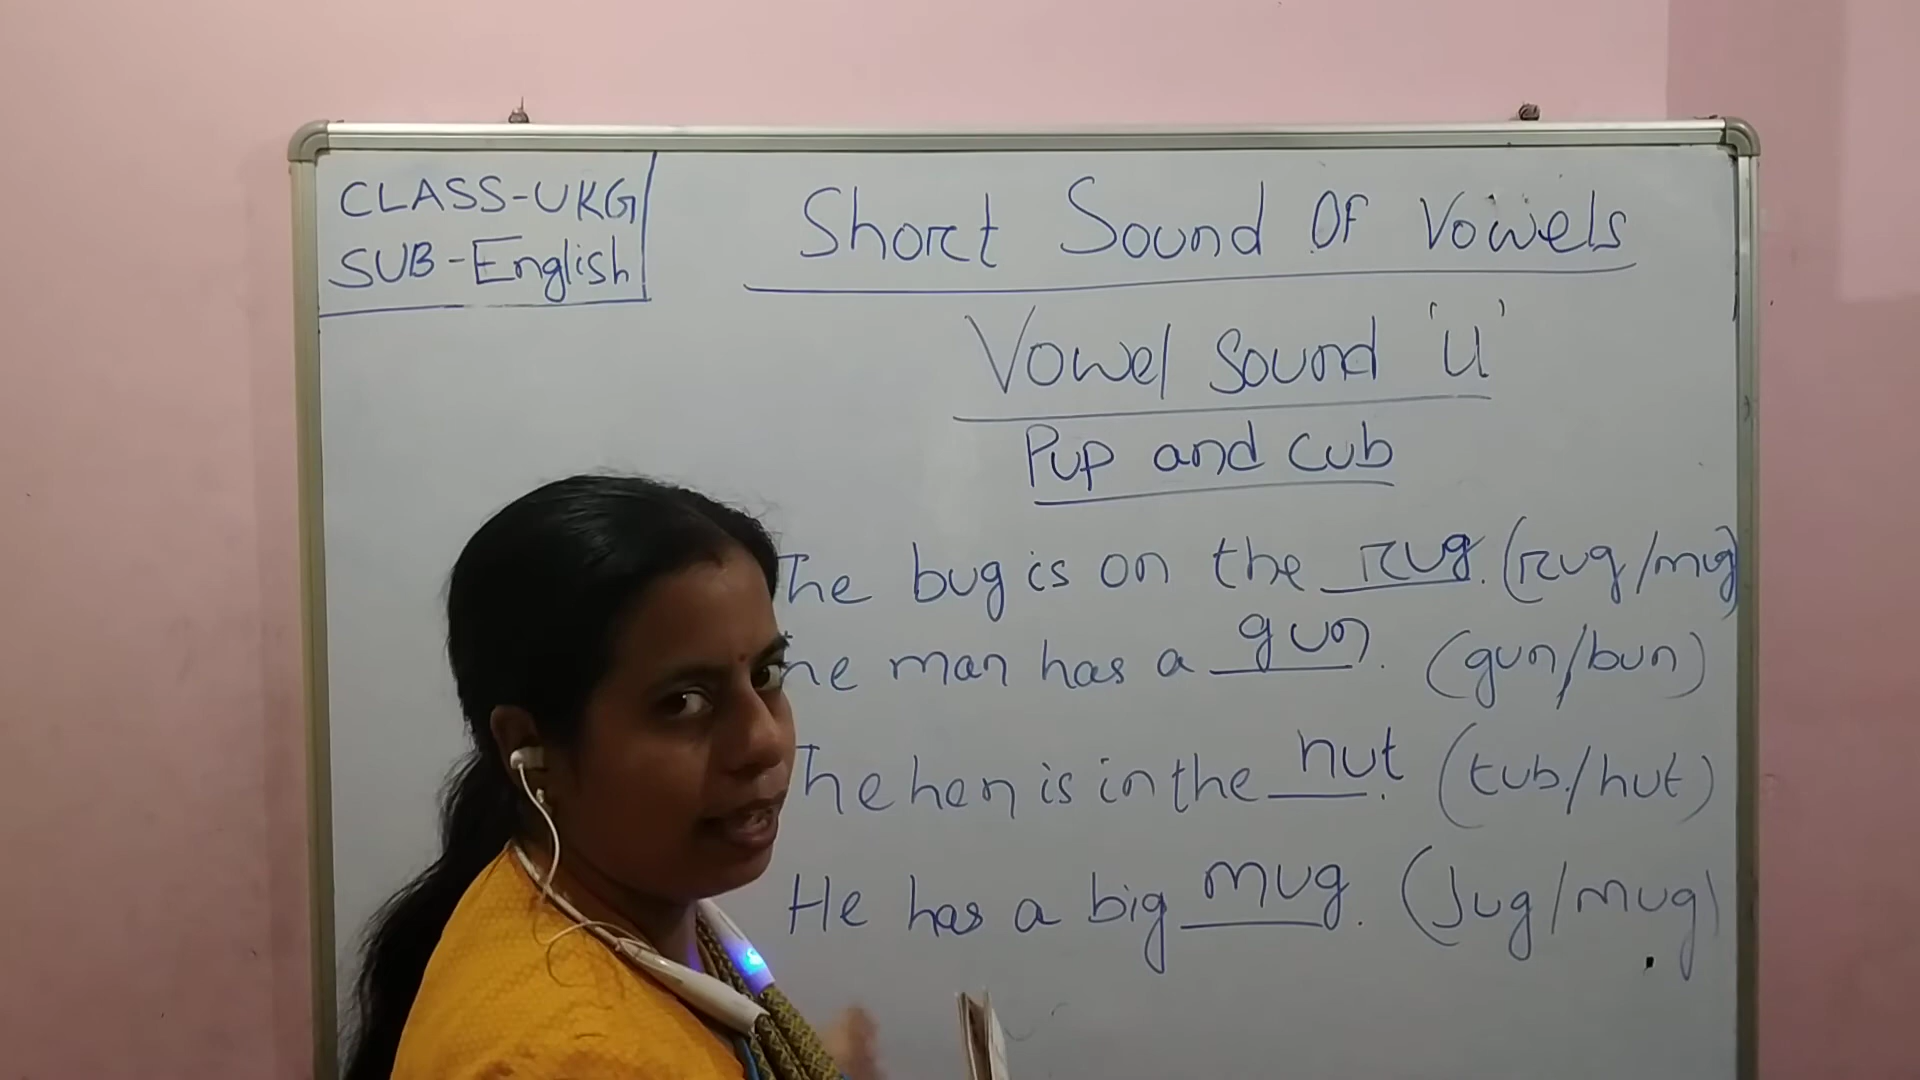 CLASS-UKG
SUB-English
Short Sound Of Vowels
Vowel Sound 'U'
Pup and cub
The bug is on the rug. (rug/mug)
he man has a gun. (gun/bun)
The hen is in the hut. (tub/hut)
He has a big mug. (Jug/mug)